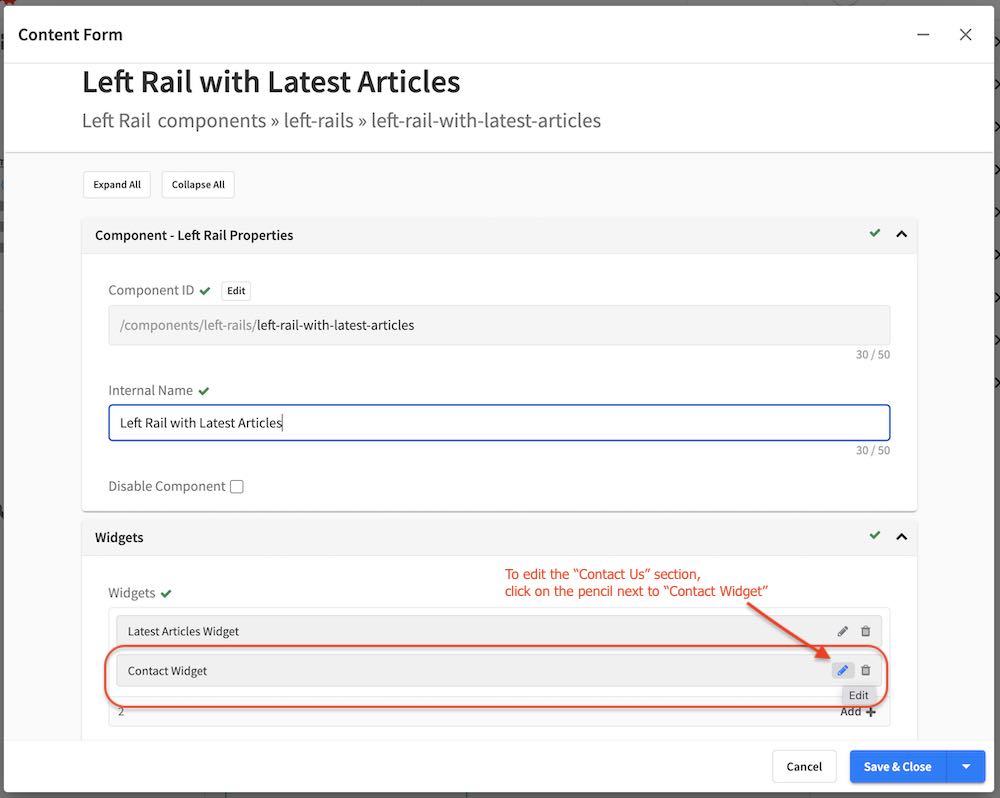 Content Form
Left Rail with Latest Articles
Left Rail components » left-rails » left-rail-with-latest-articles
Expand All Collapse All
Component - Left Rail Properties
Component ID Edit
/components/left-rails/left-rail-with-latest-articles
30 / 50
Internal Name
Left Rail with Latest Articles
30 / 50
Disable Component
Widgets
To edit the “Contact Us” section,
click on the pencil next to “Contact Widget”
Widgets
Latest Articles Widget
Contact Widget
Edit
2 Add
Cancel Save & Close